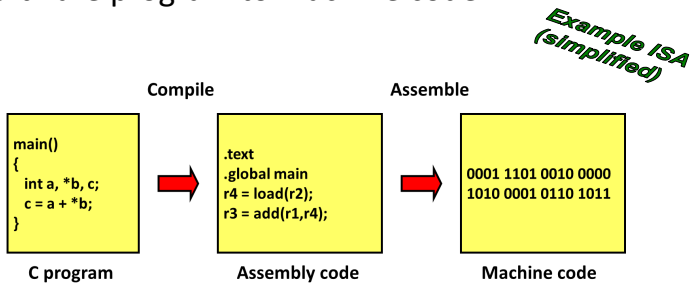 Example ISA
(simplified)
Compile
Assemble
main()
{
int a, *b, c;
c = a + *b;
}
.text
.global main
r4 = load(r2);
r3 = add(r1,r4);
0001 1101 0010 0000
1010 0001 0110 1011
C program
Assembly code
Machine code